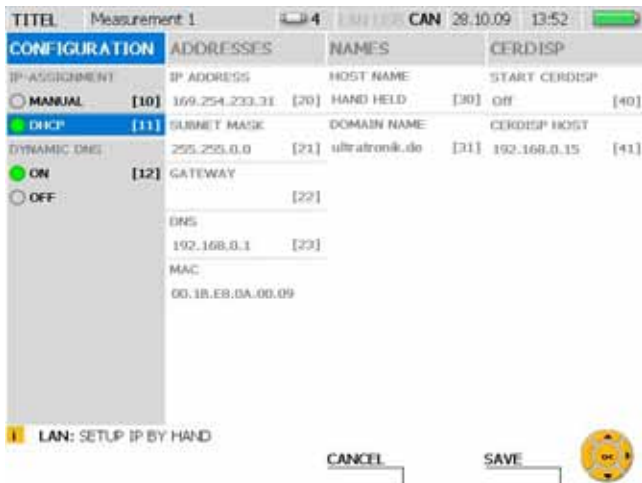 TITEL Measurement 1 4 LAN USB CAN 28.10.09 13:52
CONFIGURATION ADDRESSES NAMES CERDISP
IP-ASSIGNMENT IP ADDRESS HOST NAME START CERDISP
MANUAL [10] 169.254.233.31 [20] HAND HELD [30] Off [40]
DHCP [11] SUBNET MASK DOMAIN NAME CERDISP HOST
DYNAMIC DNS 255.255.0.0 [21] ultratronik.de [31] 192.168.0.15 [41]
ON [12] GATEWAY
OFF [22]
DNS
192.168.0.1 [23]
MAC
00.1B.E8.0A.00.09
i LAN: SETUP IP BY HAND
CANCEL SAVE OK